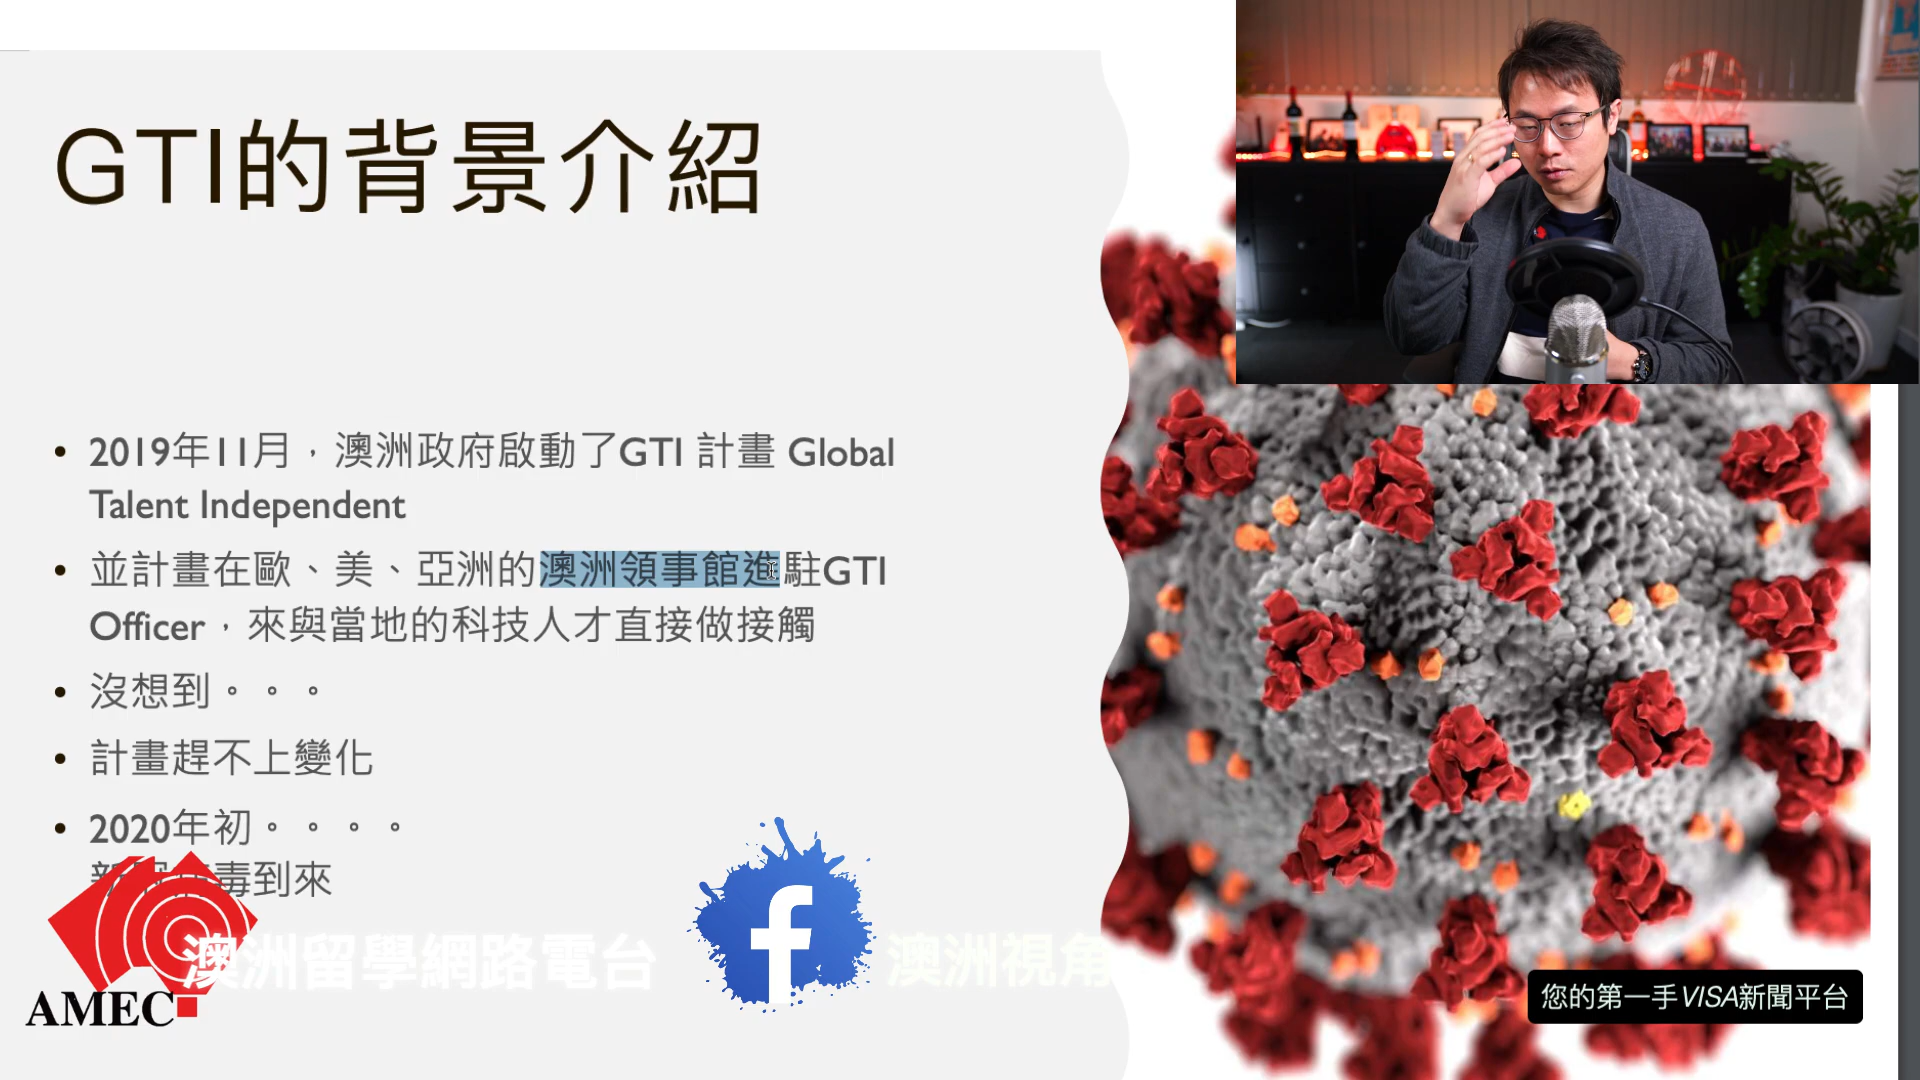 GTI的背景介紹
2019年11月，澳洲政府啟動了GTI 計畫 Global
Talent Independent
並計畫在歐、美、亞洲的澳洲領事館進駐GTI
Officer，來與當地的科技人才直接做接觸
沒想到。。。
計畫趕不上變化
2020年初。。。。
毒到來
澳洲留學網路電台
f
澳洲視角
AMEC
您的第一手VISA新聞平台